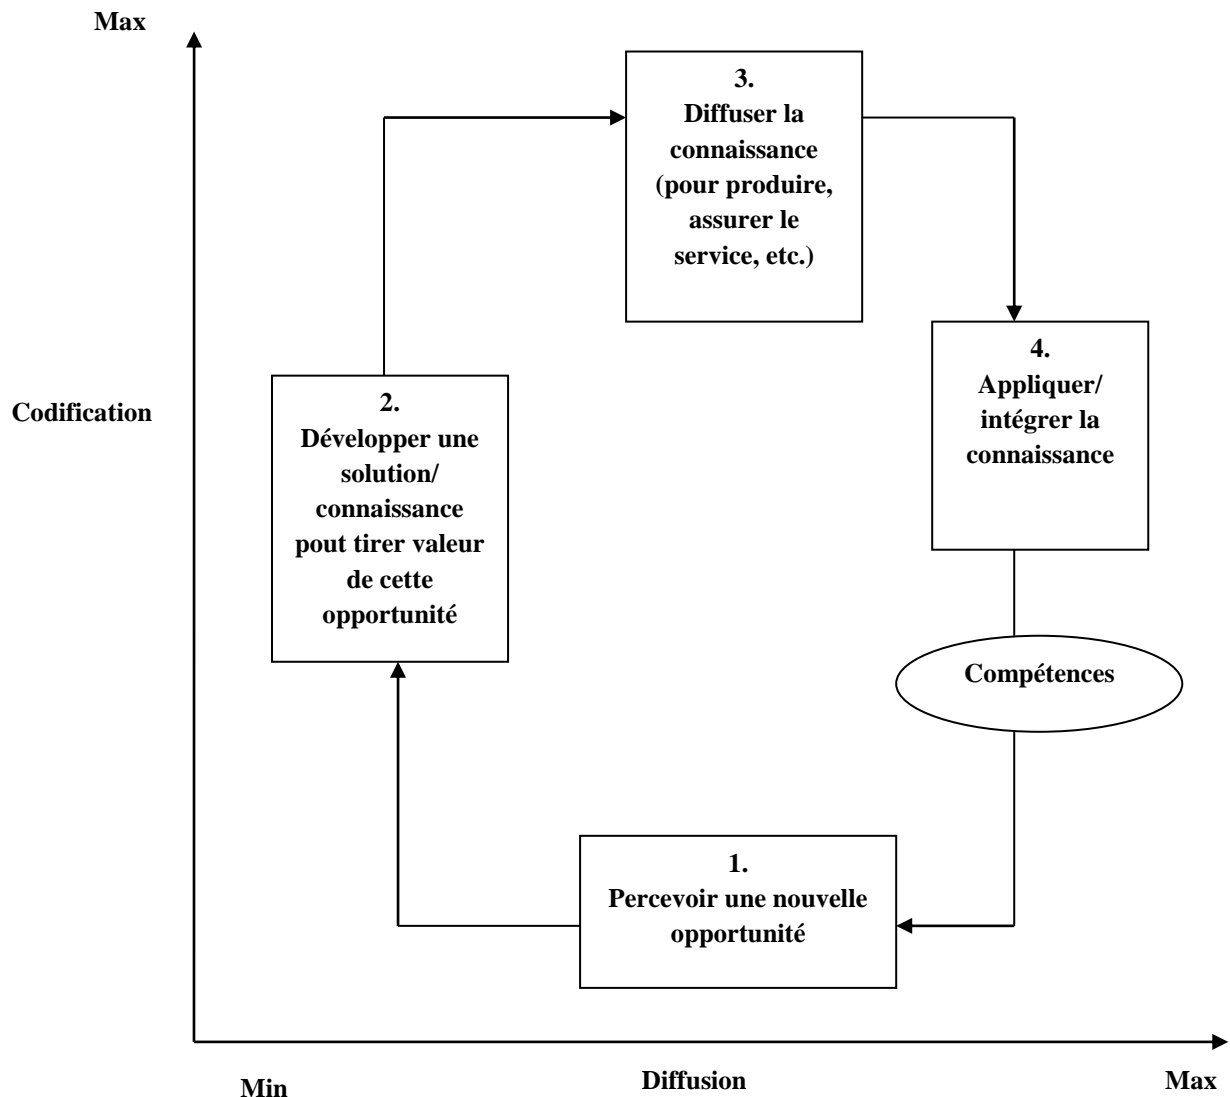 Max
3.
Diffuser la
connaissance
(pour produire,
assurer le
service, etc.)
4.
Appliquer/
intégrer la
connaissance
Codification
2.
Développer une
solution/
connaissance
pout tirer valeur
de cette
opportunité
Compétences
1.
Percevoir une nouvelle
opportunité
Min
Diffusion
Max